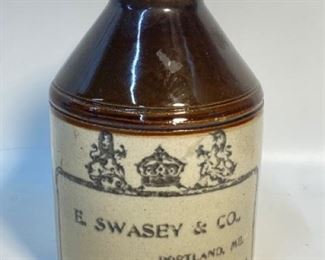 E. SWASEY & CO.,
PORTLAND, ME.